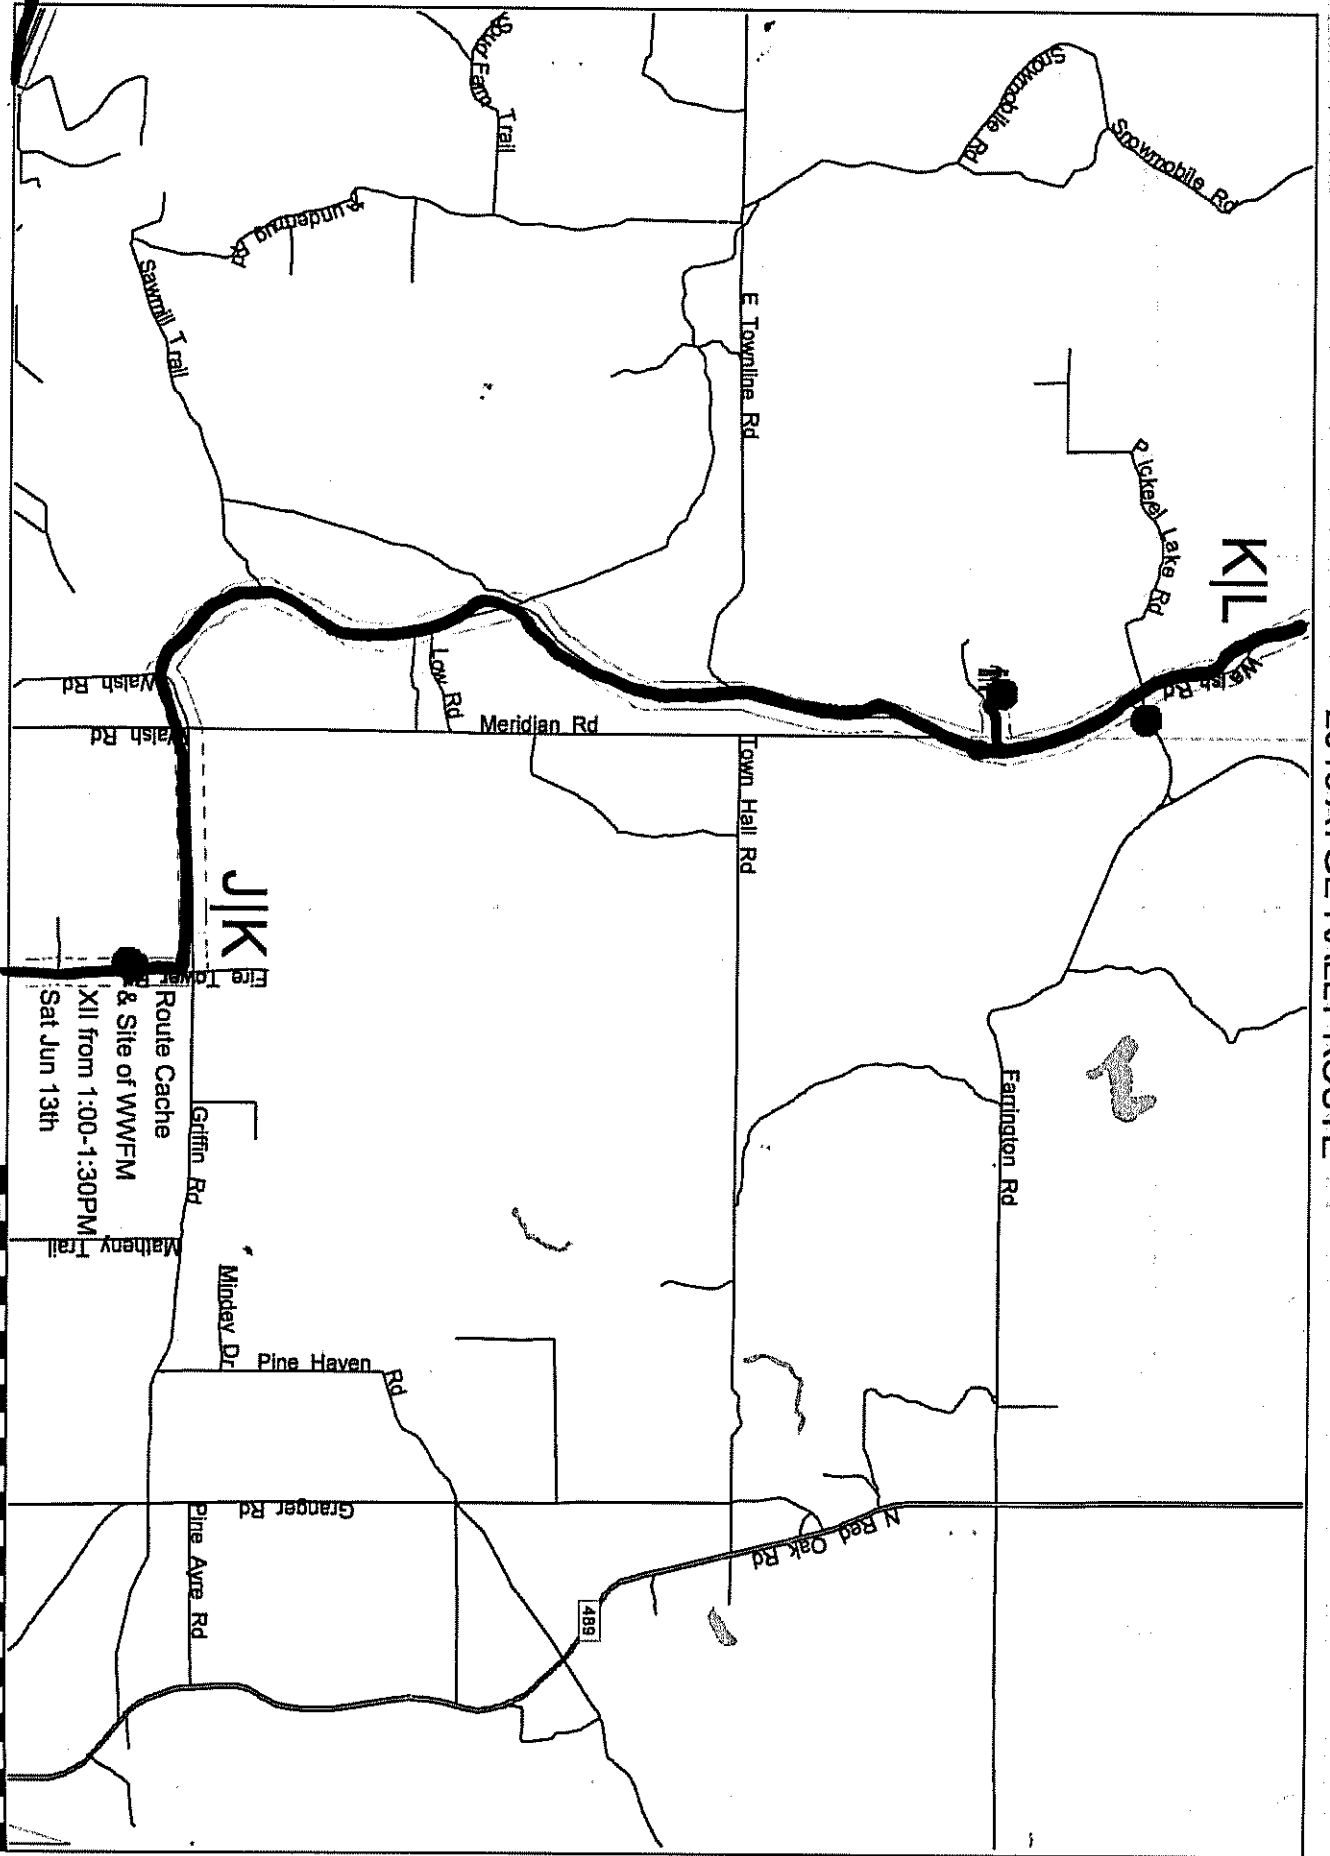 Spud Farm Trail
Snowmobile Rd
Snowmobile Rd
Rundernug Rd
Sawmill Trail
E Townline Rd
Pickerel Lake Rd
K|L
Walsh Rd
Walsh Rd
Walsh Rd
Low Rd
Meridian Rd
Town Hall Rd
J|K
Fire Tower Rd
Route Cache
& Site of WWFM
XII from 1:00-1:30PM
Sat Jun 13th
Griffin Rd
Matheny Trail
Mindey Dr
Pine Haven Rd
Farrington Rd
Granger Rd
Pine Ayre Rd
N Red Oak Rd
489